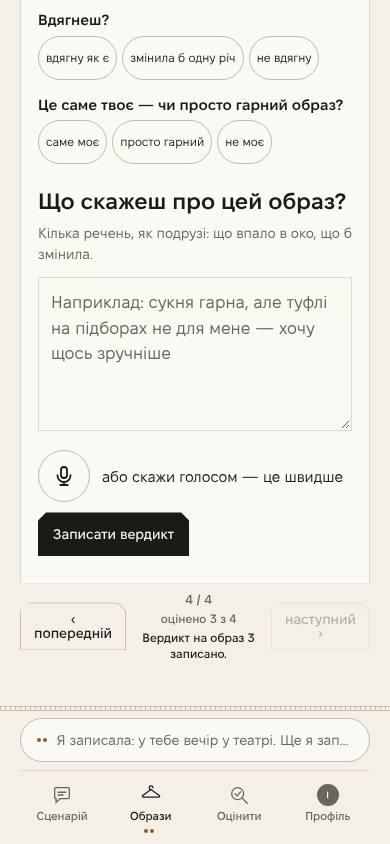 Вдягнеш?
вдягну як є
змінила б одну річ
не вдягну
Це саме твоє — чи просто гарний образ?
саме моє
просто гарний
не моє
Що скажеш про цей образ?
Кілька речень, як подрузі: що впало в око, що б
змінила.
Наприклад: сукня гарна, але туфлі
на підборах не для мене — хочу
щось зручніше
або скажи голосом — це швидше
Записати вердикт
‹
попередній
4 / 4
оцінено 3 з 4
Вердикт на образ 3
записано.
наступний
›
Я записала: у тебе вечір у театрі. Ще я зап…
Сценарій
Образи
Оцінити
І
Профіль